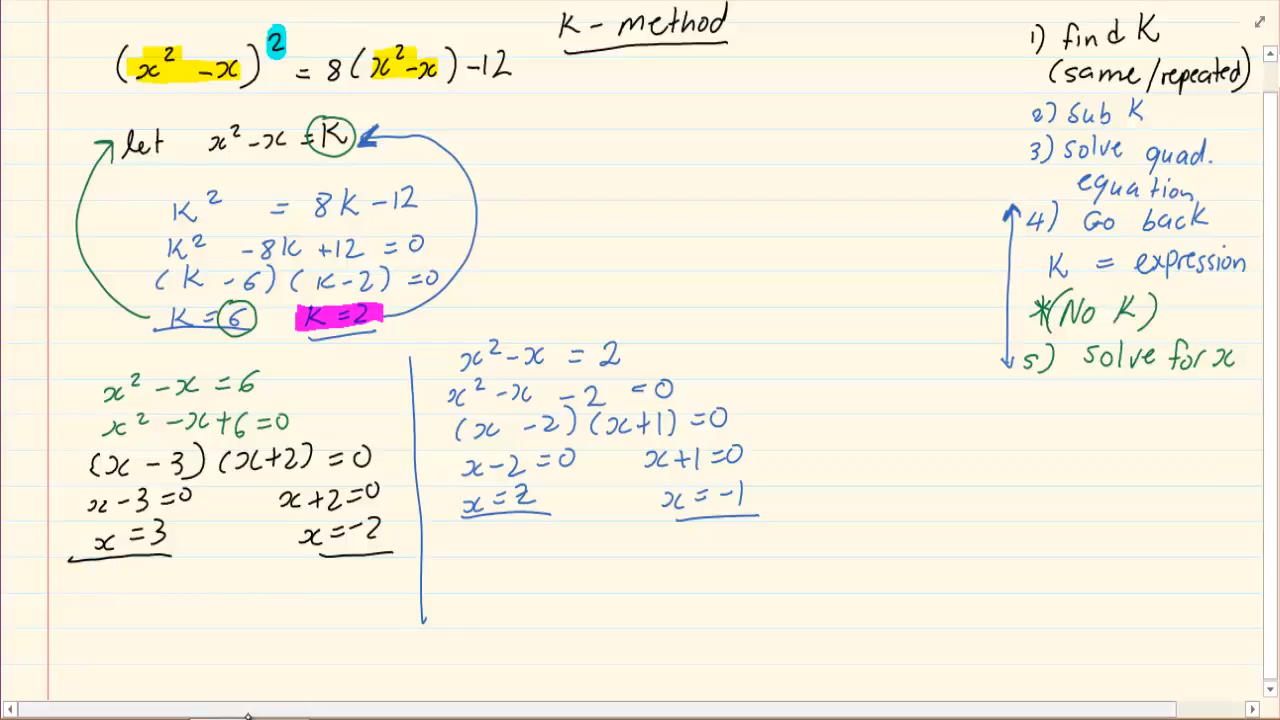 K - method
(x² - x)² = 8(x² - x) - 12
let x² - x = K
K² = 8K - 12
K² - 8K + 12 = 0
(K - 6)(K - 2) = 0
K = 6 K = 2
x² - x = 6
x² - x + 6 = 0
(x - 3)(x + 2) = 0
x - 3 = 0 x + 2 = 0
x = 3 x = -2
x² - x = 2
x² - x - 2 = 0
(x - 2)(x + 1) = 0
x - 2 = 0 x + 1 = 0
x = 2 x = -1
1) find K
(same/repeated)
2) Sub K
3) solve quad.
equation
4) Go back
K = expression
*(No K)
5) solve for x